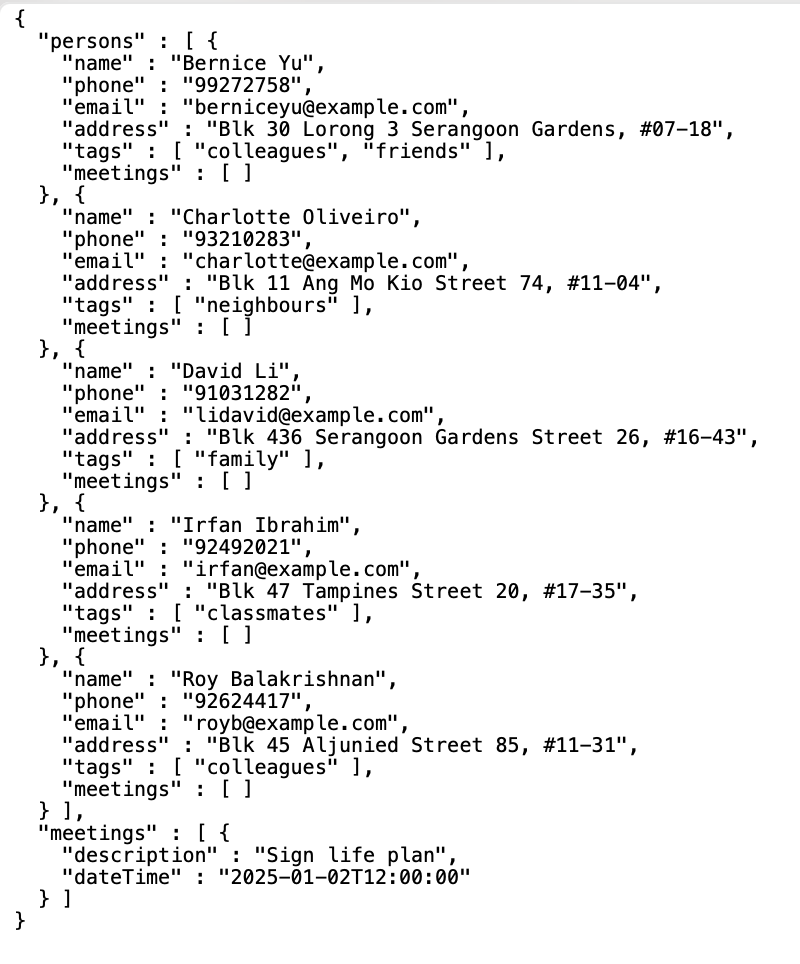 {
  "persons" : [ {
    "name" : "Bernice Yu",
    "phone" : "99272758",
    "email" : "berniceyu@example.com",
    "address" : "Blk 30 Lorong 3 Serangoon Gardens, #07-18",
    "tags" : [ "colleagues", "friends" ],
    "meetings" : [ ]
  }, {
    "name" : "Charlotte Oliveiro",
    "phone" : "93210283",
    "email" : "charlotte@example.com",
    "address" : "Blk 11 Ang Mo Kio Street 74, #11-04",
    "tags" : [ "neighbours" ],
    "meetings" : [ ]
  }, {
    "name" : "David Li",
    "phone" : "91031282",
    "email" : "lidavid@example.com",
    "address" : "Blk 436 Serangoon Gardens Street 26, #16-43",
    "tags" : [ "family" ],
    "meetings" : [ ]
  }, {
    "name" : "Irfan Ibrahim",
    "phone" : "92492021",
    "email" : "irfan@example.com",
    "address" : "Blk 47 Tampines Street 20, #17-35",
    "tags" : [ "classmates" ],
    "meetings" : [ ]
  }, {
    "name" : "Roy Balakrishnan",
    "phone" : "92624417",
    "email" : "royb@example.com",
    "address" : "Blk 45 Aljunied Street 85, #11-31",
    "tags" : [ "colleagues" ],
    "meetings" : [ ]
  } ],
  "meetings" : [ {
    "description" : "Sign life plan",
    "dateTime" : "2025-01-02T12:00:00"
  } ]
}